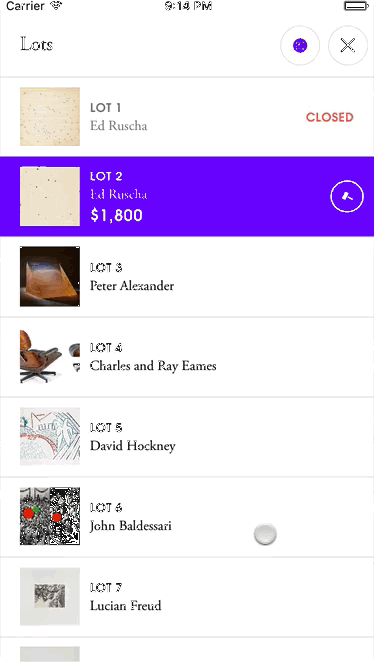 Carrier 9:14 PM
Lots
LOT 1
Ed Ruscha
CLOSED
LOT 2
Ed Ruscha
$1,800
LOT 3
Peter Alexander
LOT 4
Charles and Ray Eames
LOT 5
David Hockney
LOT 6
John Baldessari
LOT 7
Lucian Freud